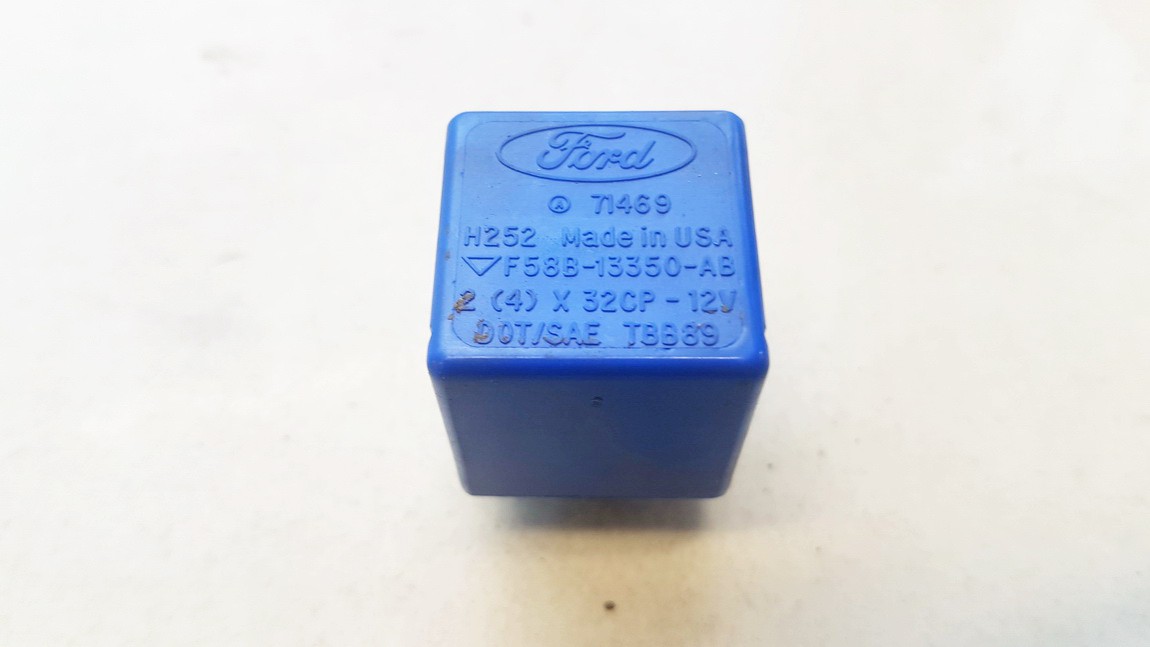 Ford
Ⓐ 71469
H252 Made in USA
▽F58B-13350-AB
2 (4) X 32CP - 12V
DOT/SAE TBB89